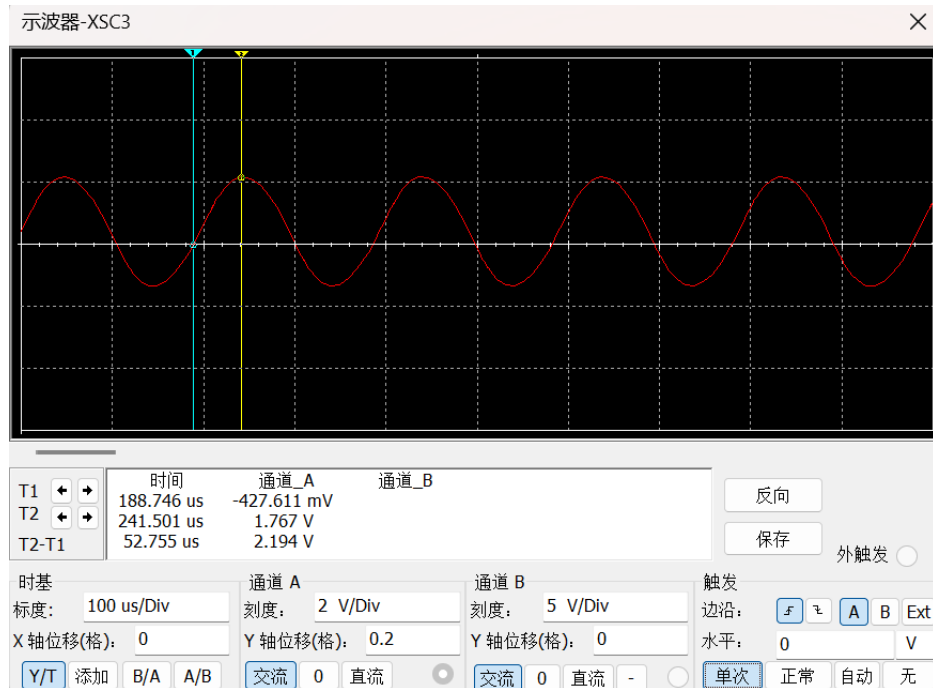 示波器-XSC3
1
2
时间 通道_A 通道_B
T1 188.746 us -427.611 mV
T2 241.501 us 1.767 V
T2-T1 52.755 us 2.194 V
反向
保存
外触发
时基
标度： 100 us/Div
X 轴位移(格)： 0
Y/T 添加 B/A A/B
通道 A
刻度： 2 V/Div
Y 轴位移(格)： 0.2
交流 0 直流
通道 B
刻度： 5 V/Div
Y 轴位移(格)： 0
交流 0 直流 -
触发
边沿： A B Ext
水平： 0 V
单次 正常 自动 无